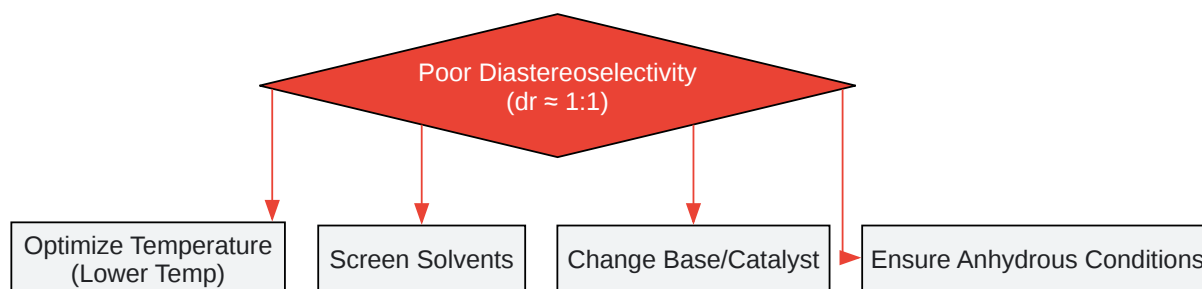 Poor Diastereoselectivity
(dr ≈ 1:1)
Optimize Temperature
(Lower Temp)
Screen Solvents
Change Base/Catalyst
Ensure Anhydrous Conditions